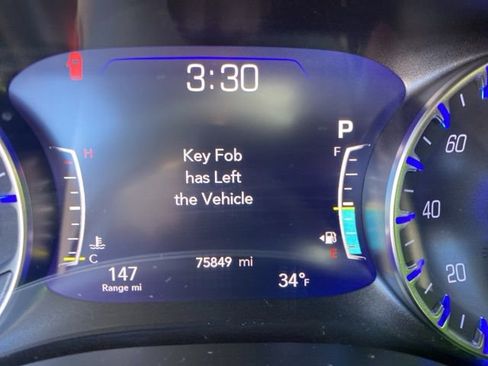 3:30
P
H
F
60
Key Fob
has Left
the Vehicle
40
C
E
147
Range mi
75849 mi
34°F
20